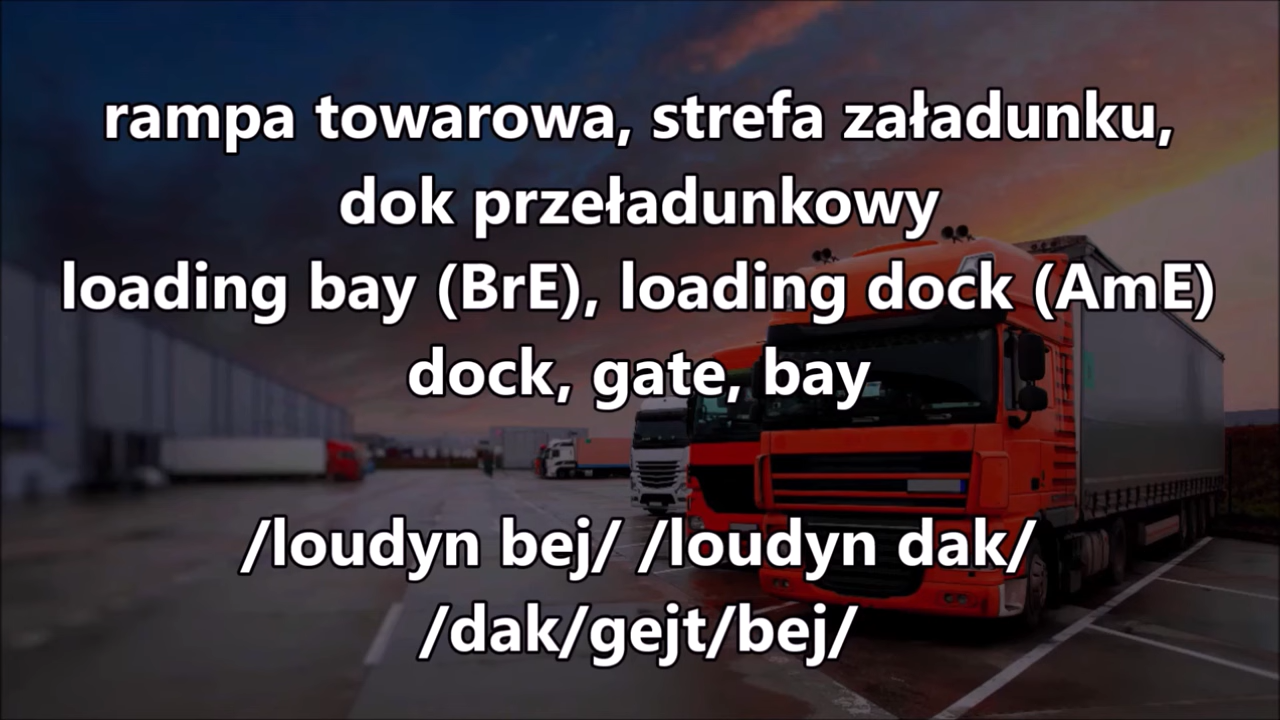 rampa towarowa, strefa załadunku,
dok przeładunkowy
loading bay (BrE), loading dock (AmE)
dock, gate, bay
/loudyn bej/ /loudyn dak/
/dak/gejt/bej/